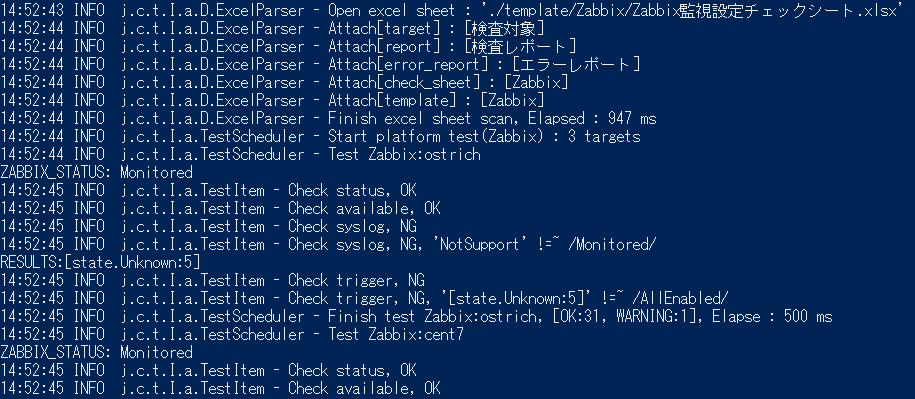 14:52:43 INFO  j.c.t.I.a.D.ExcelParser - Open excel sheet : './template/Zabbix/Zabbix監視設定チェックシート.xlsx'
14:52:44 INFO  j.c.t.I.a.D.ExcelParser - Attach[target] : [検査対象]
14:52:44 INFO  j.c.t.I.a.D.ExcelParser - Attach[report] : [検査レポート]
14:52:44 INFO  j.c.t.I.a.D.ExcelParser - Attach[error_report] : [エラーレポート]
14:52:44 INFO  j.c.t.I.a.D.ExcelParser - Attach[check_sheet] : [Zabbix]
14:52:44 INFO  j.c.t.I.a.D.ExcelParser - Attach[template] : [Zabbix]
14:52:44 INFO  j.c.t.I.a.D.ExcelParser - Finish excel sheet scan, Elapsed : 947 ms
14:52:44 INFO  j.c.t.I.a.TestScheduler - Start platform test(Zabbix) : 3 targets
14:52:44 INFO  j.c.t.I.a.TestScheduler - Test Zabbix:ostrich
ZABBIX_STATUS: Monitored
14:52:45 INFO  j.c.t.I.a.TestItem - Check status, OK
14:52:45 INFO  j.c.t.I.a.TestItem - Check available, OK
14:52:45 INFO  j.c.t.I.a.TestItem - Check syslog, NG
14:52:45 INFO  j.c.t.I.a.TestItem - Check syslog, NG, 'NotSupport' !=~ /Monitored/
RESULTS:[state.Unknown:5]
14:52:45 INFO  j.c.t.I.a.TestItem - Check trigger, NG
14:52:45 INFO  j.c.t.I.a.TestItem - Check trigger, NG, '[state.Unknown:5]' !=~ /AllEnabled/
14:52:45 INFO  j.c.t.I.a.TestScheduler - Finish test Zabbix:ostrich, [OK:31, WARNING:1], Elapse : 500 ms
14:52:45 INFO  j.c.t.I.a.TestScheduler - Test Zabbix:cent7
ZABBIX_STATUS: Monitored
14:52:45 INFO  j.c.t.I.a.TestItem - Check status, OK
14:52:45 INFO  j.c.t.I.a.TestItem - Check available, OK